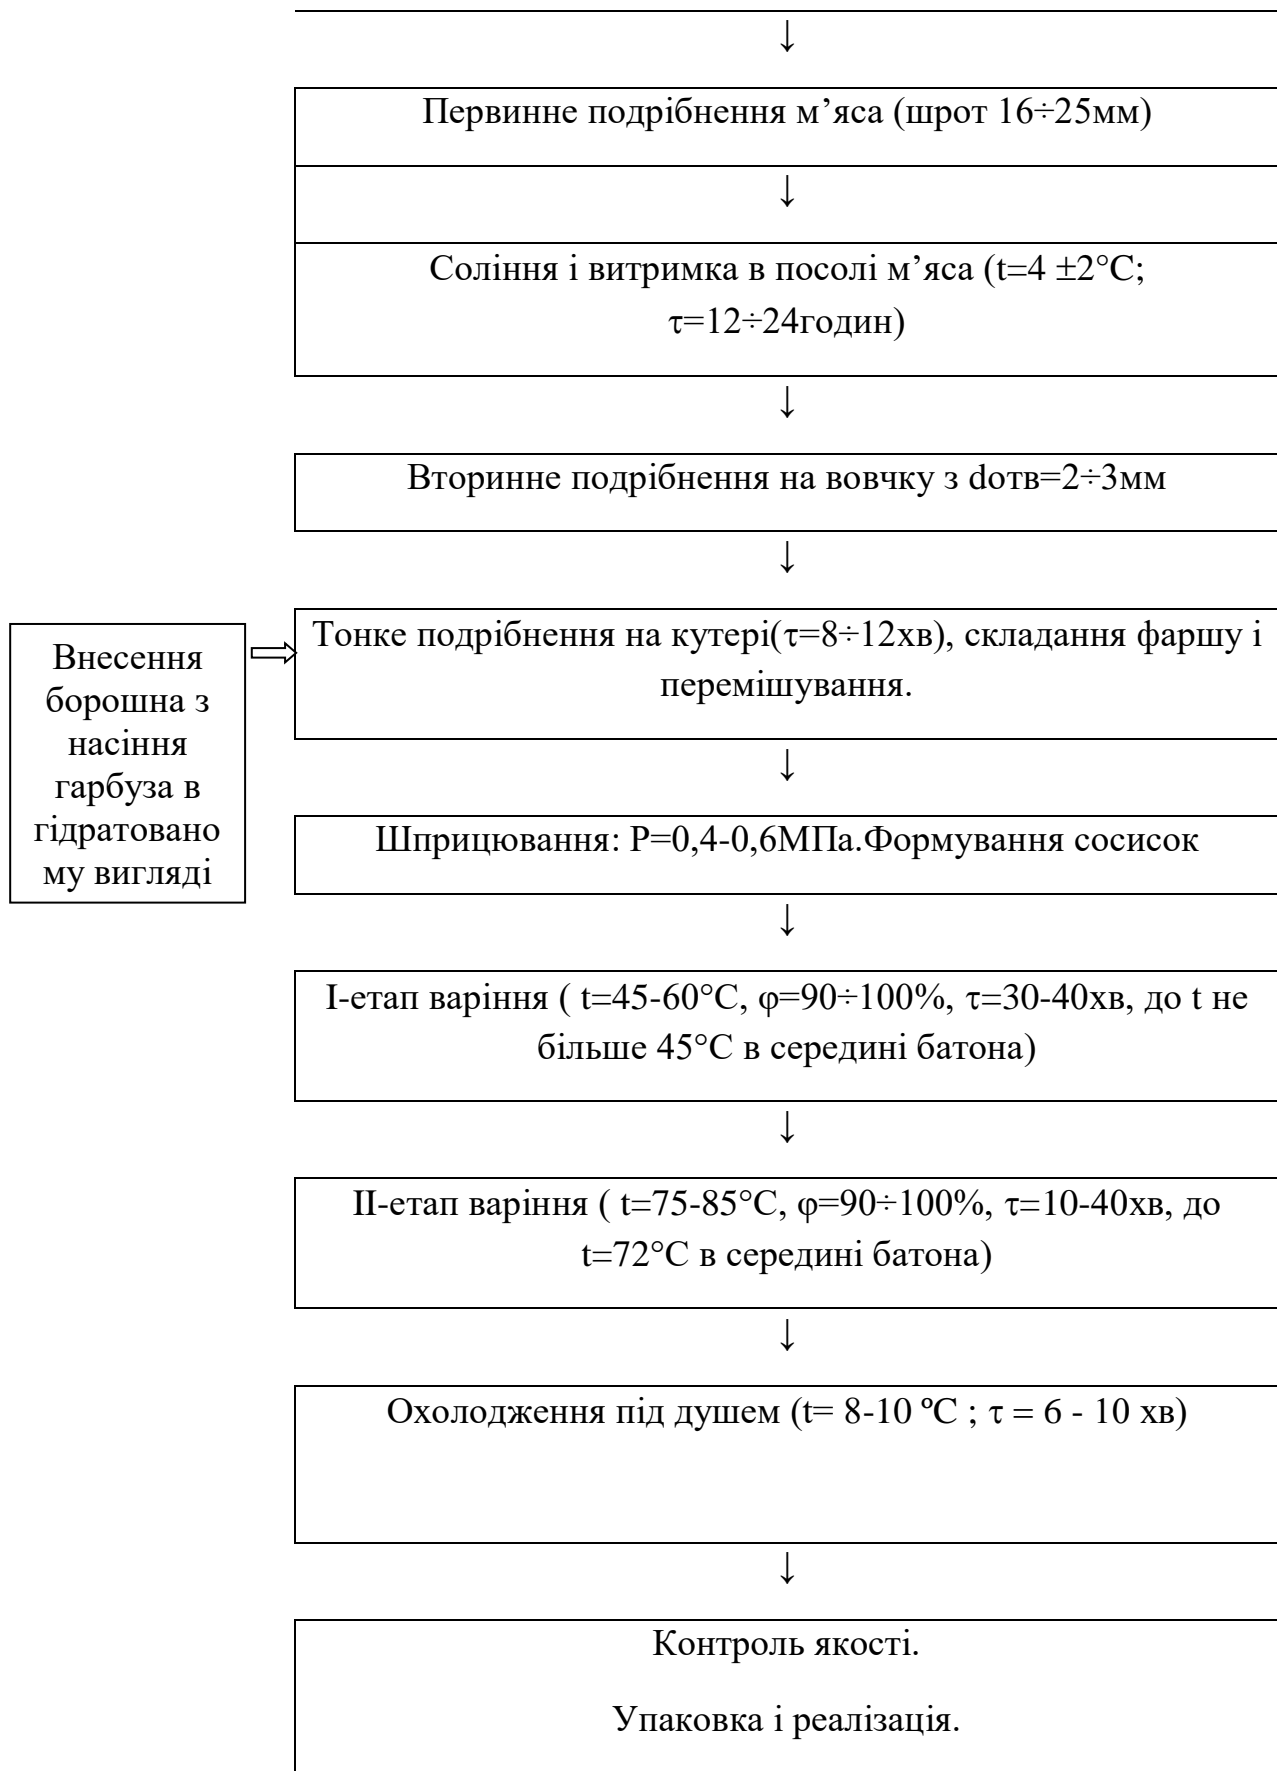 ↓
Первинне подрібнення м’яса (шрот 16÷25мм)
↓
Соління і витримка в посолі м’яса (t=4 ±2°С;
τ=12÷24годин)
↓
Вторинне подрібнення на вовчку з dотв=2÷3мм
↓
Внесення
борошна з
насіння
гарбуза в
гідратовано
му вигляді
Тонке подрібнення на кутері(τ=8÷12хв), складання фаршу і
перемішування.
↓
Шприцювання: Р=0,4-0,6МПа.Формування сосисок
↓
І-етап варіння ( t=45-60°С, φ=90÷100%, τ=30-40хв, до t не
більше 45°С в середині батона)
↓
ІІ-етап варіння ( t=75-85°С, φ=90÷100%, τ=10-40хв, до
t=72°С в середині батона)
↓
Охолодження під душем (t= 8-10 ºС ; τ = 6 - 10 хв)
↓
Контроль якості.
Упаковка і реалізація.